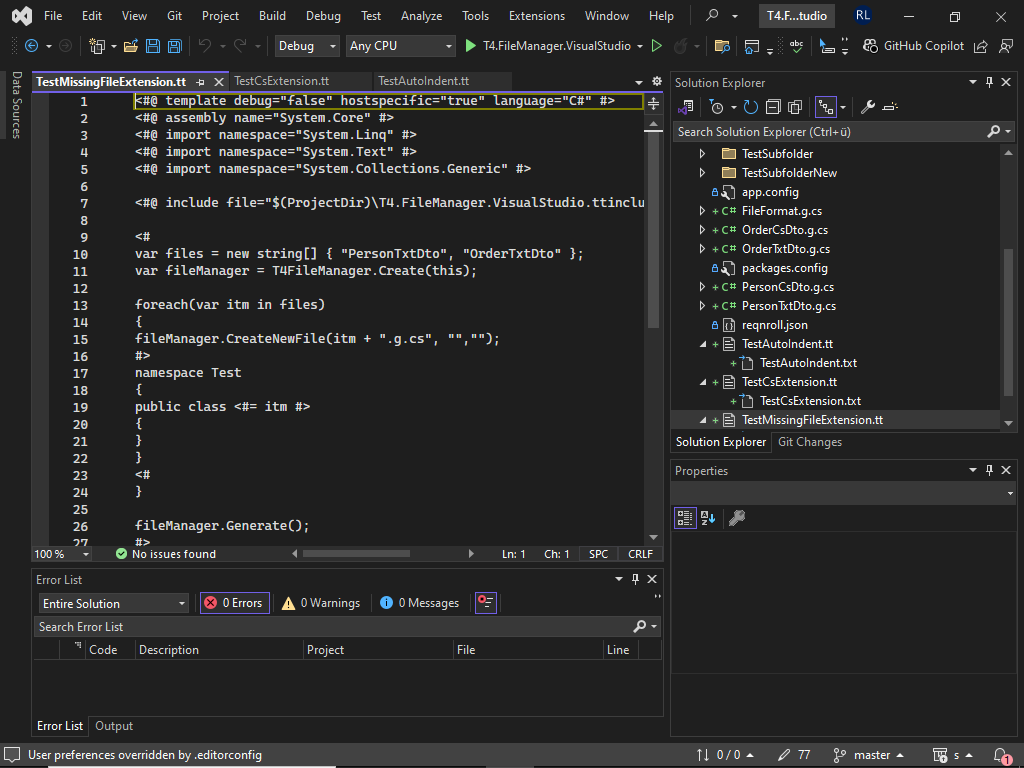 File Edit View Git Project Build Debug Test Analyze Tools Extensions Window Help T4.F...tudio RL
Debug Any CPU T4.FileManager.VisualStudio GitHub Copilot
Data Sources
TestMissingFileExtension.tt TestCsExtension.tt TestAutoIndent.tt
1 <#@ template debug="false" hostspecific="true" language="C#" #>
2 <#@ assembly name="System.Core" #>
3 <#@ import namespace="System.Linq" #>
4 <#@ import namespace="System.Text" #>
5 <#@ import namespace="System.Collections.Generic" #>
6
7 <#@ include file="$(ProjectDir)\T4.FileManager.VisualStudio.ttinclu
8
9 <#
10 var files = new string[] { "PersonTxtDto", "OrderTxtDto" };
11 var fileManager = T4FileManager.Create(this);
12
13 foreach(var itm in files)
14 {
15 fileManager.CreateNewFile(itm + ".g.cs", "","");
16 #>
17 namespace Test
18 {
19 public class <#= itm #>
20 {
21 }
22 }
23 <#
24 }
25
26 fileManager.Generate();
27 #>
100 % No issues found Ln: 1 Ch: 1 SPC CRLF
Error List
Entire Solution 0 Errors 0 Warnings 0 Messages
Search Error List
Code Description Project File Line
Error List Output
Solution Explorer
Search Solution Explorer (Ctrl+ü)
TestSubfolder
TestSubfolderNew
app.config
C# FileFormat.g.cs
C# OrderCsDto.g.cs
C# OrderTxtDto.g.cs
packages.config
C# PersonCsDto.g.cs
C# PersonTxtDto.g.cs
reqnroll.json
TestAutoIndent.tt
TestAutoIndent.txt
TestCsExtension.tt
TestCsExtension.txt
TestMissingFileExtension.tt
Solution Explorer Git Changes
Properties
User preferences overridden by .editorconfig 0 / 0 77 master s 1